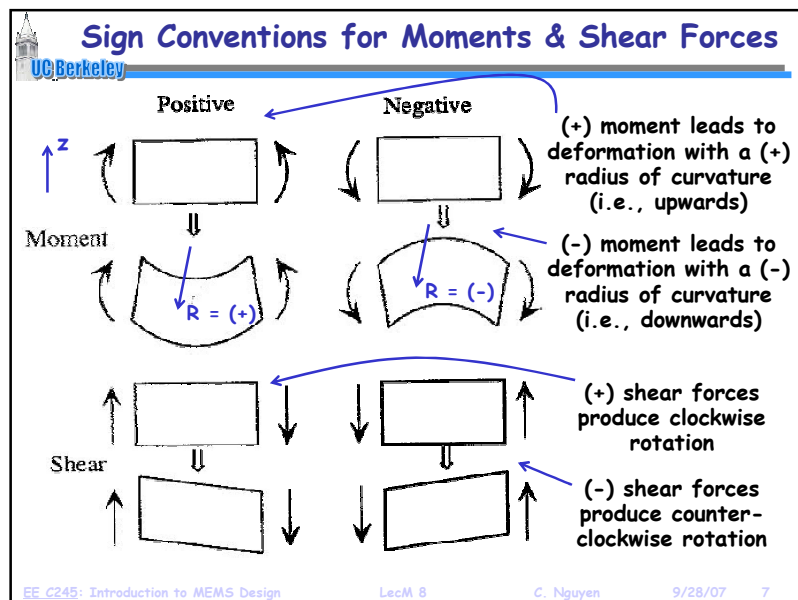 Sign Conventions for Moments & Shear Forces
UC Berkeley
Positive
Negative
z
(+) moment leads to
deformation with a (+)
radius of curvature
(i.e., upwards)
Moment
(-) moment leads to
deformation with a (-)
radius of curvature
(i.e., downwards)
R = (+)
R = (-)
(+) shear forces
produce clockwise
rotation
Shear
(-) shear forces
produce counter-
clockwise rotation
EE C245: Introduction to MEMS Design LecM 8 C. Nguyen 9/28/07 7